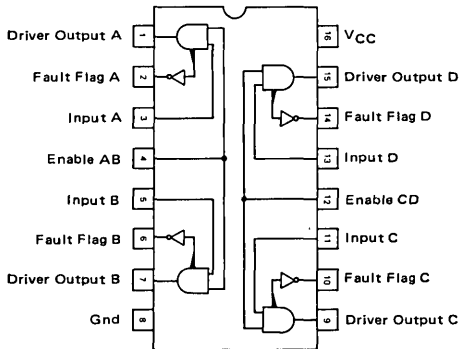 Driver Output A 1
Fault Flag A 2
Input A 3
Enable AB 4
Input B 5
Fault Flag B 6
Driver Output B 7
Gnd 8
16 VCC
15 Driver Output D
14 Fault Flag D
13 Input D
12 Enable CD
11 Input C
10 Fault Flag C
9 Driver Output C